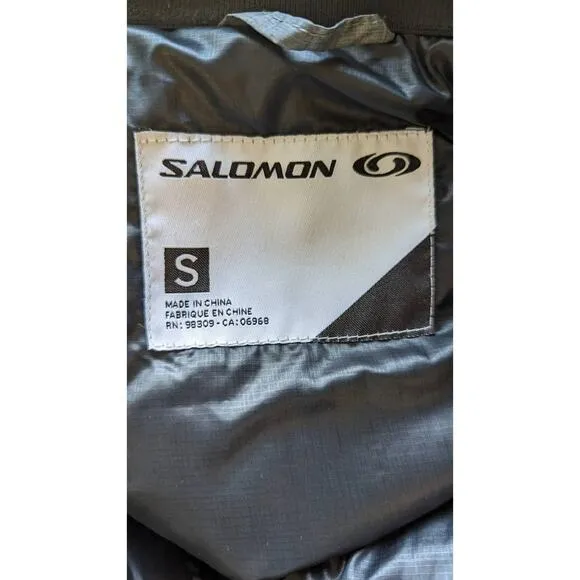 SALOMON
S
MADE IN CHINA
FABRIQUE EN CHINE
RN: 98309 - CA: 06968